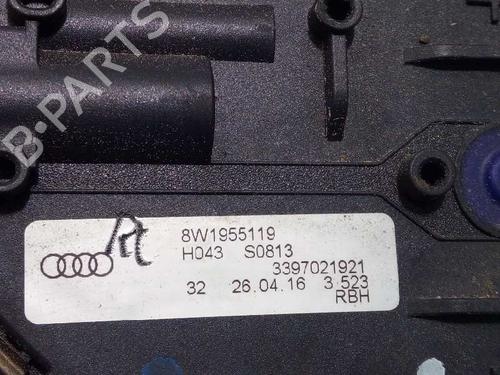 B-PARTS
8W1955119
H043 S0813
3397021921
32 26.04.16 3 523
RBH